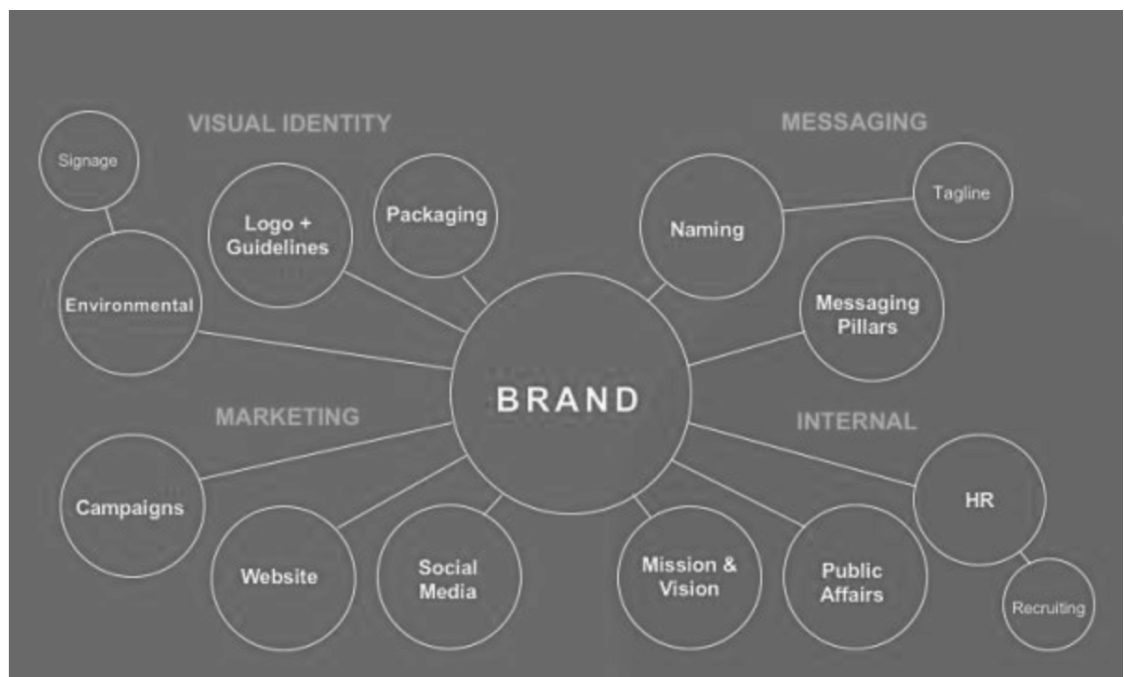 VISUAL IDENTITY
Signage
Logo +
Guidelines
Packaging
Environmental
MESSAGING
Naming
Tagline
Messaging
Pillars
BRAND
MARKETING
Campaigns
Website
Social
Media
INTERNAL
HR
Mission &
Vision
Public
Affairs
Recruiting